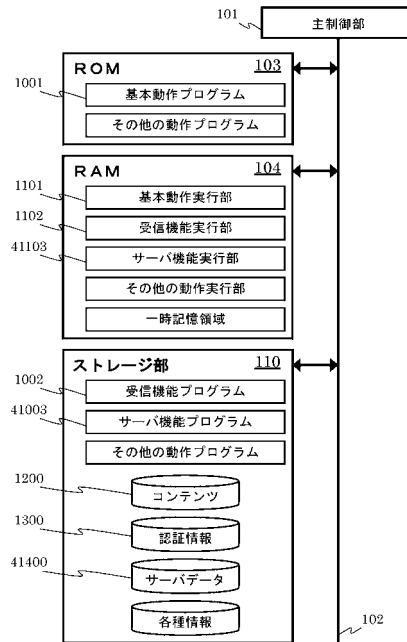 101
主制御部
ROM 103
1001
基本動作プログラム
その他の動作プログラム
RAM 104
1101
基本動作実行部
1102
受信機能実行部
41103
サーバ機能実行部
その他の動作実行部
一時記憶領域
ストレージ部 110
1002
受信機能プログラム
41003
サーバ機能プログラム
その他の動作プログラム
1200
コンテンツ
1300
認証情報
41400
サーバデータ
各種情報
102